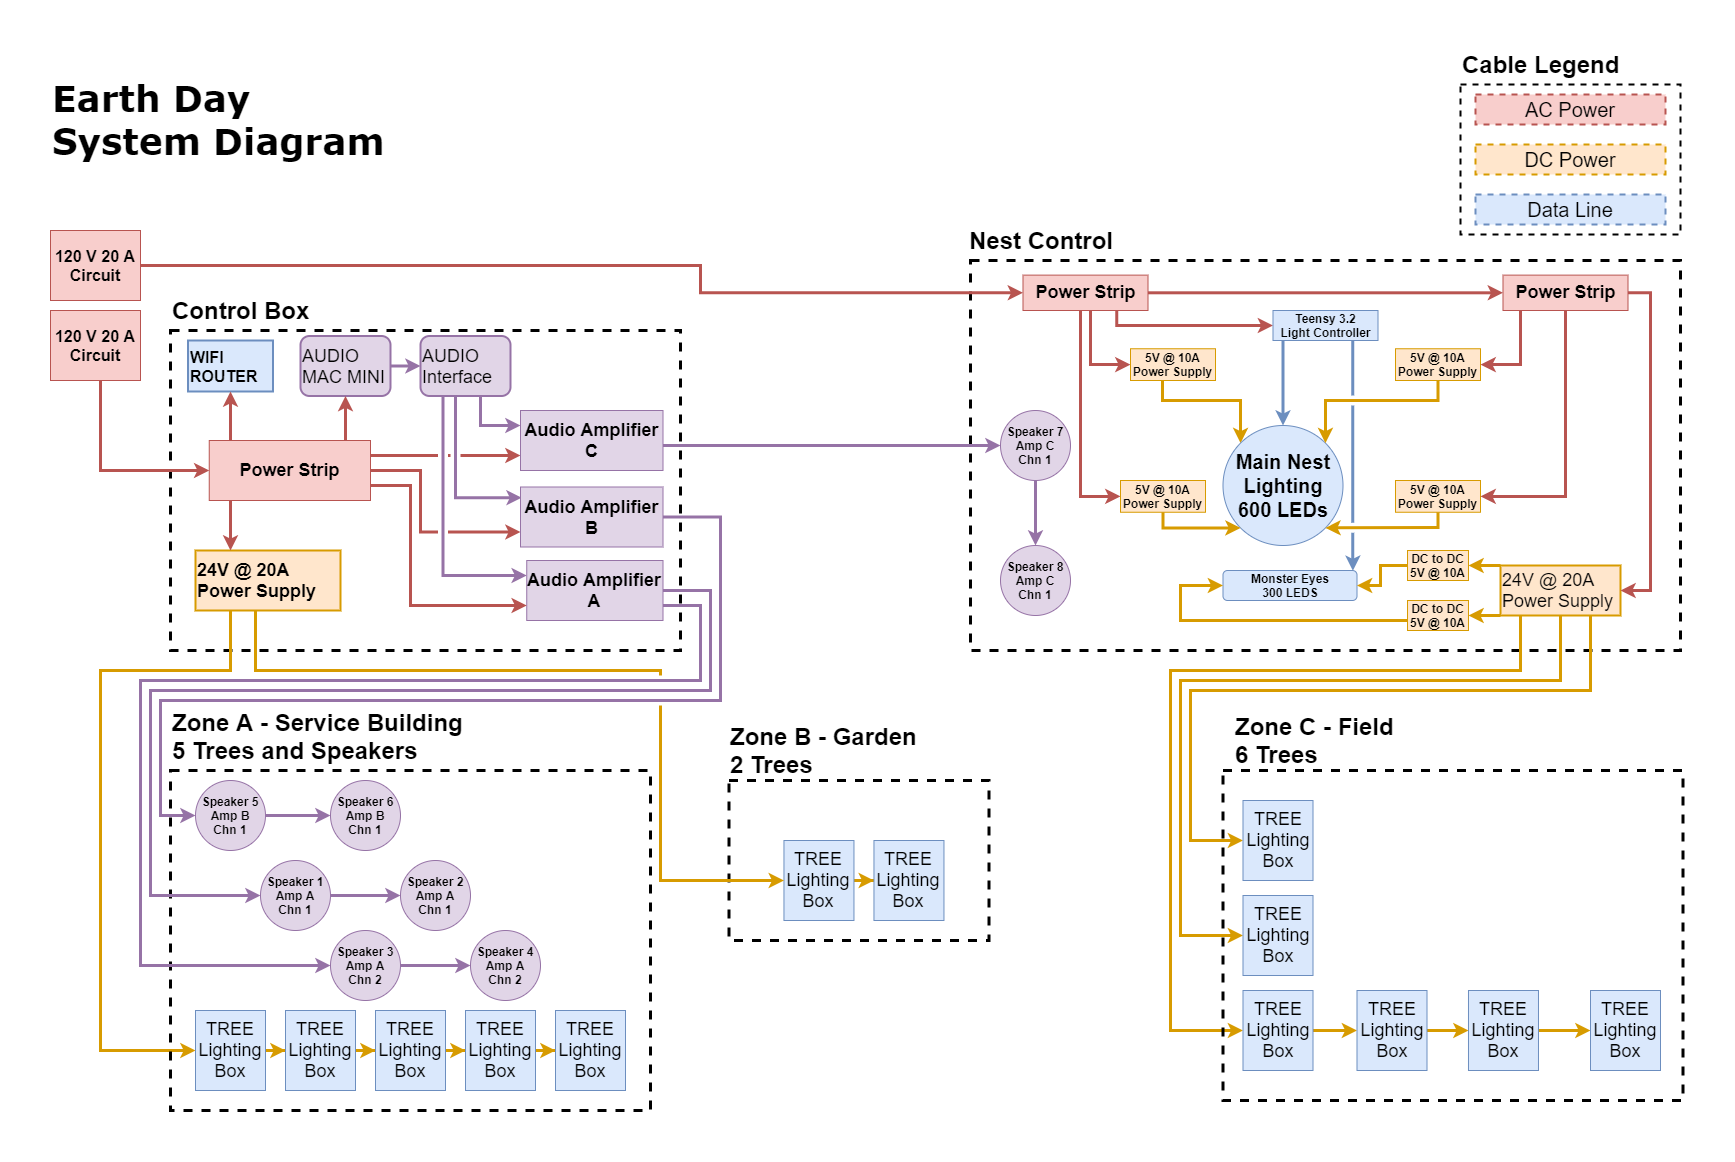 Earth Day
System Diagram
Cable Legend
AC Power
DC Power
Data Line
120 V 20 A
Circuit
120 V 20 A
Circuit
Control Box
WIFI
ROUTER
AUDIO
MAC MINI
AUDIO
Interface
Power Strip
Audio Amplifier
C
Audio Amplifier
B
Audio Amplifier
A
24V @ 20A
Power Supply
Nest Control
Power Strip
Power Strip
Teensy 3.2
Light Controller
5V @ 10A
Power Supply
5V @ 10A
Power Supply
Speaker 7
Amp C
Chn 1
Main Nest
Lighting
600 LEDs
5V @ 10A
Power Supply
5V @ 10A
Power Supply
Speaker 8
Amp C
Chn 1
Monster Eyes
300 LEDS
DC to DC
5V @ 10A
DC to DC
5V @ 10A
24V @ 20A
Power Supply
Zone A - Service Building
5 Trees and Speakers
Speaker 5
Amp B
Chn 1
Speaker 6
Amp B
Chn 1
Speaker 1
Amp A
Chn 1
Speaker 2
Amp A
Chn 1
Speaker 3
Amp A
Chn 2
Speaker 4
Amp A
Chn 2
TREE
Lighting
Box
TREE
Lighting
Box
TREE
Lighting
Box
TREE
Lighting
Box
TREE
Lighting
Box
Zone B - Garden
2 Trees
TREE
Lighting
Box
TREE
Lighting
Box
Zone C - Field
6 Trees
TREE
Lighting
Box
TREE
Lighting
Box
TREE
Lighting
Box
TREE
Lighting
Box
TREE
Lighting
Box
TREE
Lighting
Box